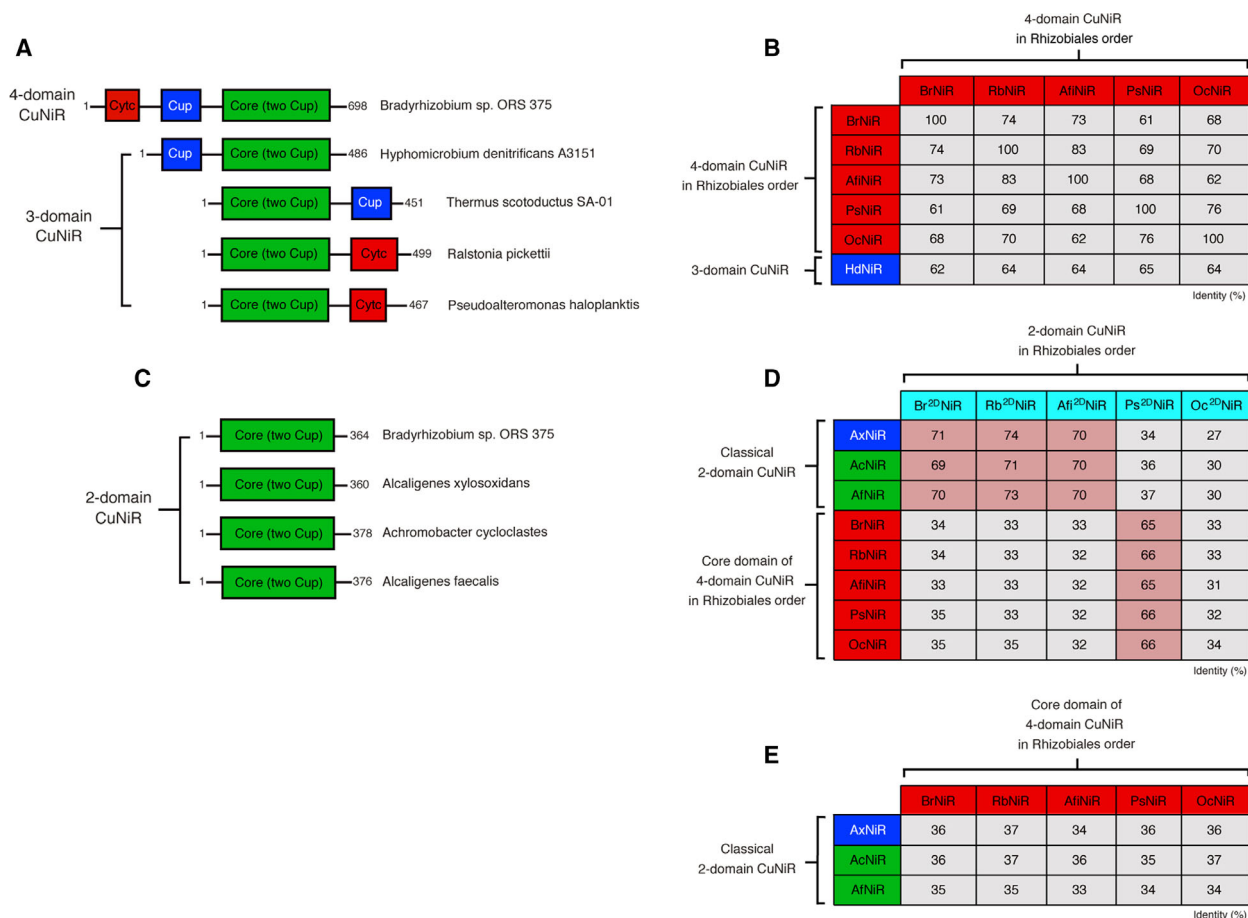 A
4-domain
CuNiR
1
Cytc
Cup
Core (two Cup)
698
Bradyrhizobium sp. ORS 375
3-domain
CuNiR
1
Cup
Core (two Cup)
486
Hyphomicrobium denitrificans A3151
1
Core (two Cup)
Cup
451
Thermus scotoductus SA-01
1
Core (two Cup)
Cytc
499
Ralstonia pickettii
1
Core (two Cup)
Cytc
467
Pseudoalteromonas haloplanktis
B
4-domain CuNiR
in Rhizobiales order
BrNiR RbNiR AfiNiR PsNiR OcNiR
4-domain CuNiR
in Rhizobiales order
BrNiR 100 74 73 61 68
RbNiR 74 100 83 69 70
AfiNiR 73 83 100 68 62
PsNiR 61 69 68 100 76
OcNiR 68 70 62 76 100
3-domain CuNiR
HdNiR 62 64 64 65 64
Identity (%)
C
2-domain
CuNiR
1
Core (two Cup)
364
Bradyrhizobium sp. ORS 375
1
Core (two Cup)
360
Alcaligenes xylosoxidans
1
Core (two Cup)
378
Achromobacter cycloclastes
1
Core (two Cup)
376
Alcaligenes faecalis
D
2-domain CuNiR
in Rhizobiales order
Br2DNiR Rb2DNiR Afi2DNiR Ps2DNiR Oc2DNiR
Classical
2-domain CuNiR
AxNiR 71 74 70 34 27
AcNiR 69 71 70 36 30
AfNiR 70 73 70 37 30
Core domain of
4-domain CuNiR
in Rhizobiales order
BrNiR 34 33 33 65 33
RbNiR 34 33 32 66 33
AfiNiR 33 33 32 65 31
PsNiR 35 33 32 66 32
OcNiR 35 35 32 66 34
Identity (%)
E
Core domain of
4-domain CuNiR
in Rhizobiales order
BrNiR RbNiR AfiNiR PsNiR OcNiR
Classical
2-domain CuNiR
AxNiR 36 37 34 36 36
AcNiR 36 37 36 35 37
AfNiR 35 35 33 34 34
Identity (%)